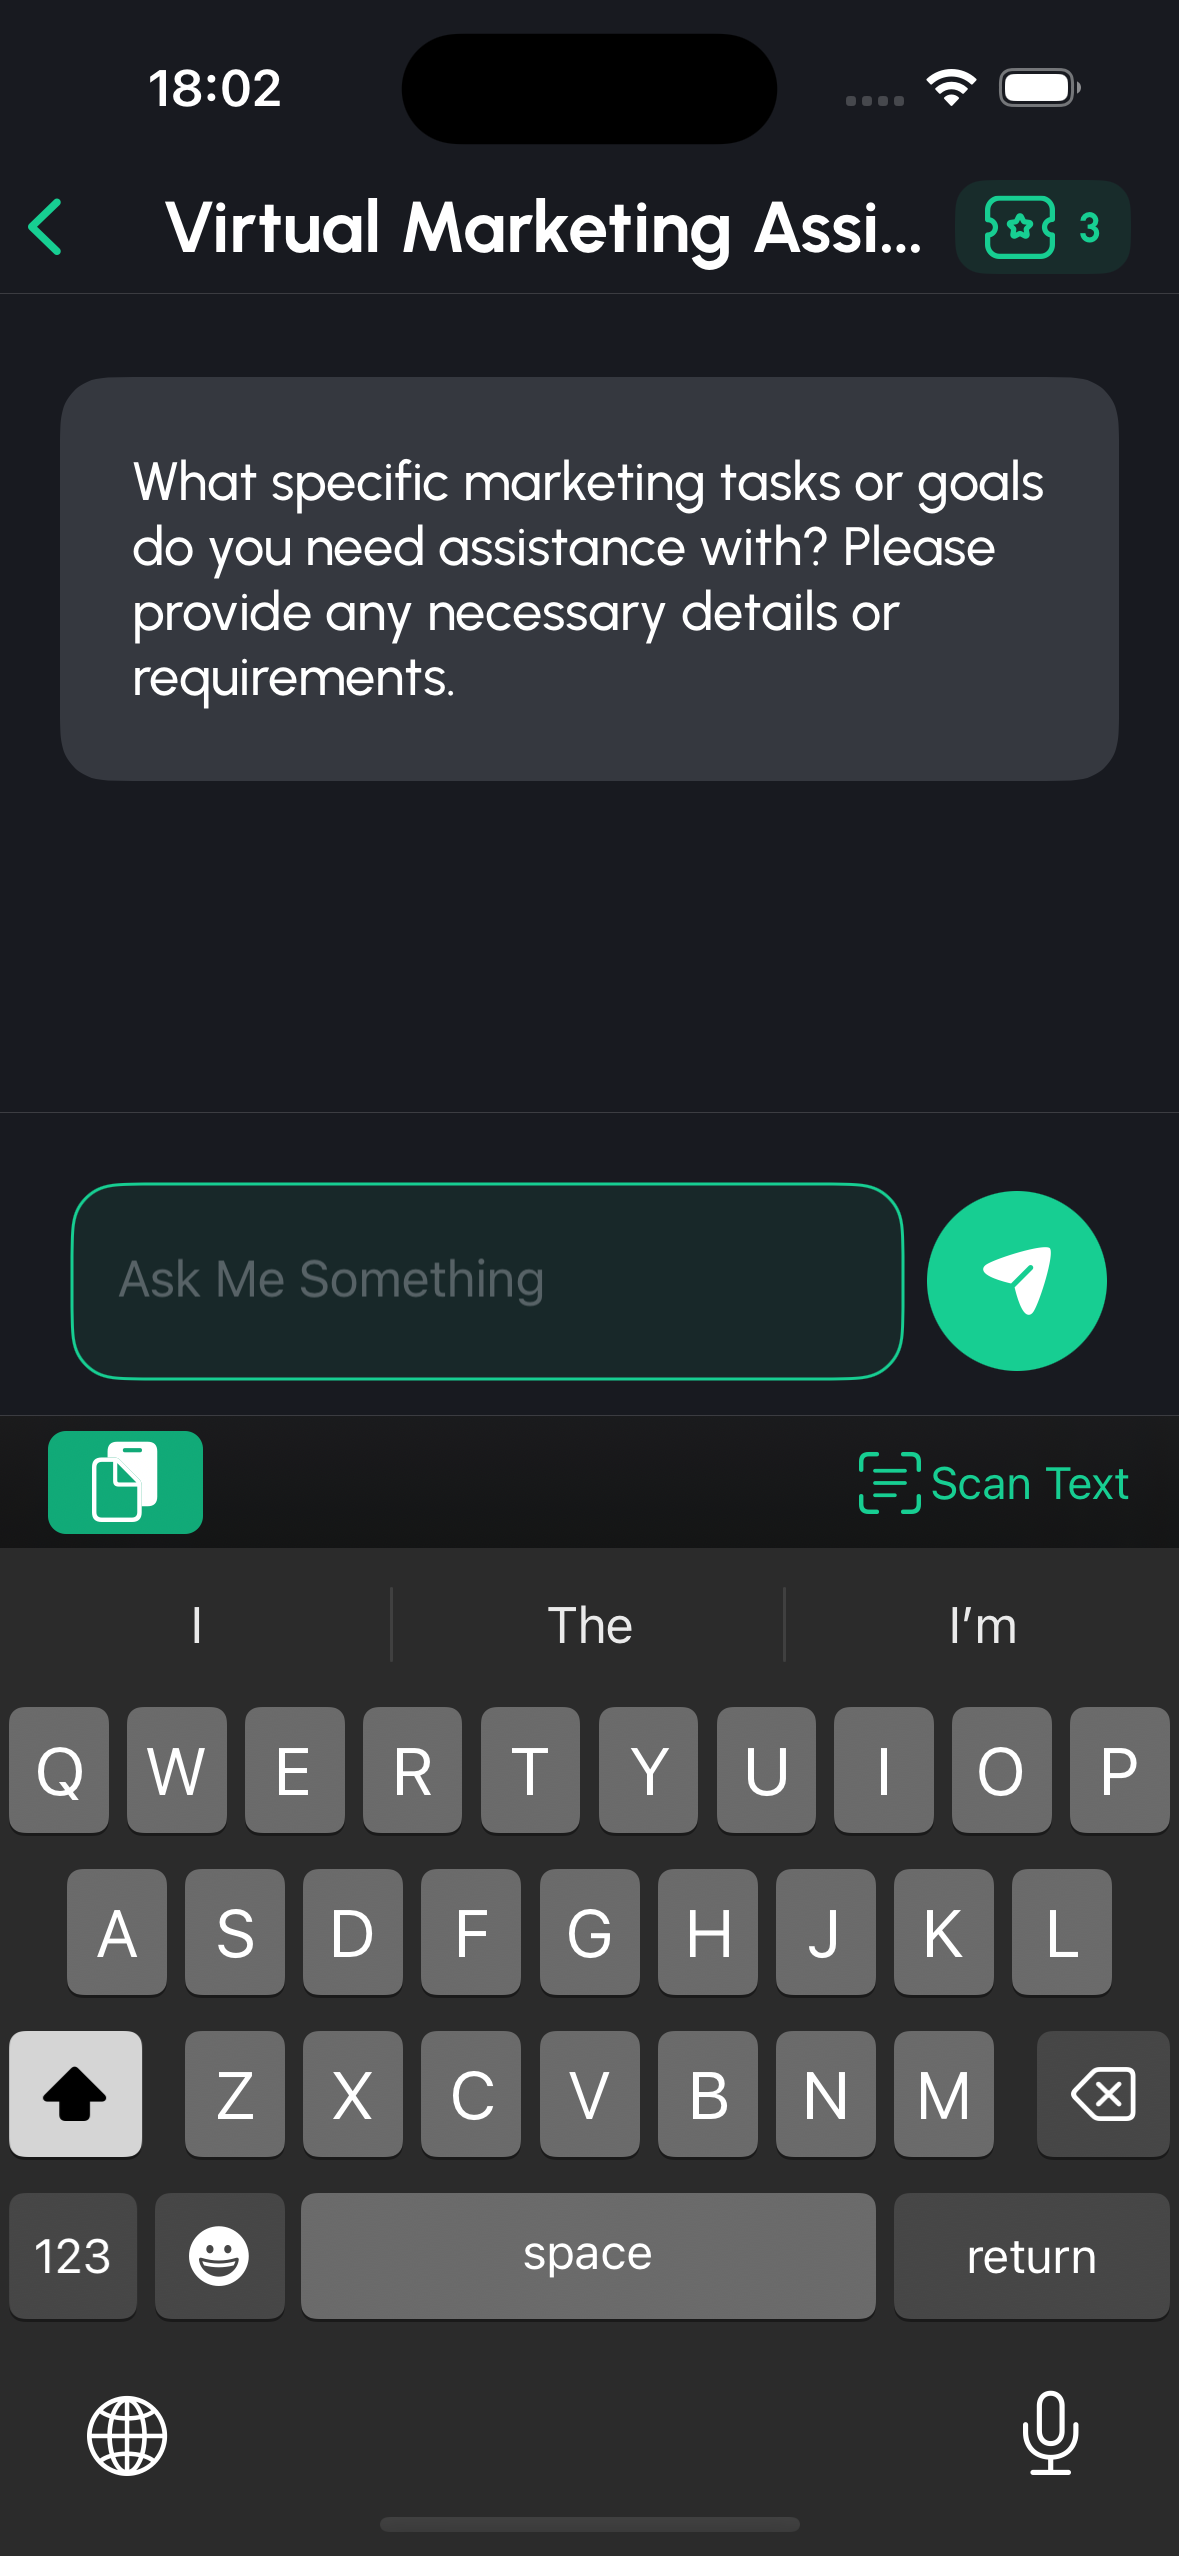 18:02
Virtual Marketing Assi...
3
What specific marketing tasks or goals
do you need assistance with? Please
provide any necessary details or
requirements.
Ask Me Something
Scan Text
I The I’m
Q W E R T Y U I O P
A S D F G H J K L
Z X C V B N M
123 space return